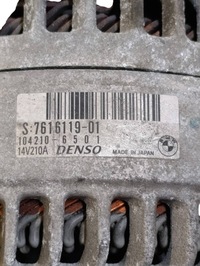 S:7616119-01
104210-6501
14V210A DENSO MADE IN JAPAN